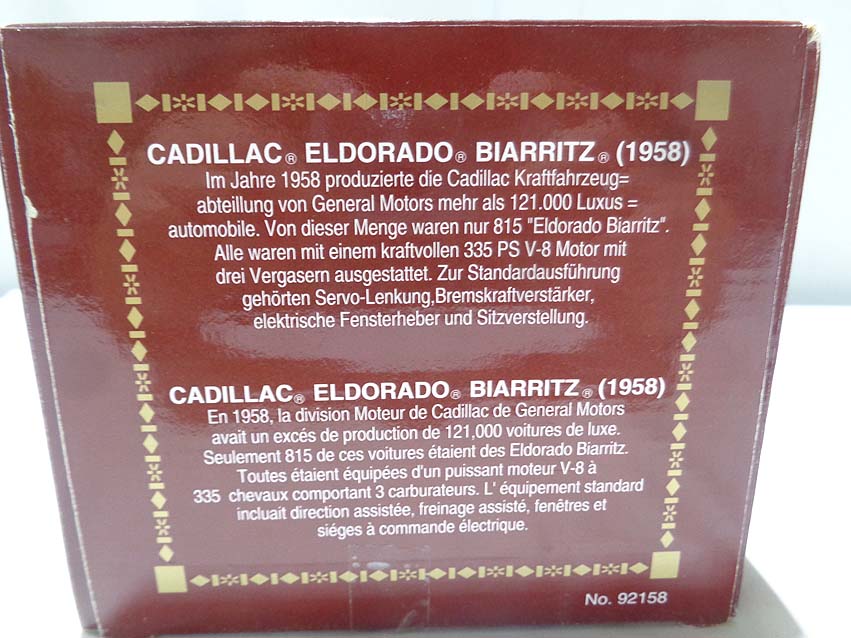 CADILLAC® ELDORADO® BIARRITZ® (1958)
Im Jahre 1958 produzierte die Cadillac Kraftfahrzeug=
abteillung von General Motors mehr als 121.000 Luxus =
automobile. Von dieser Menge waren nur 815 "Eldorado Biarritz".
Alle waren mit einem kraftvollen 335 PS V-8 Motor mit
drei Vergasern ausgestattet. Zur Standardausführung
gehörten Servo-Lenkung,Bremskraftverstärker,
elektrische Fensterheber und Sitzverstellung.
CADILLAC® ELDORADO® BIARRITZ® (1958)
En 1958, la division Moteur de Cadillac de General Motors
avait un excés de production de 121,000 voitures de luxe.
Seulement 815 de ces voitures étaient des Eldorado Biarritz.
Toutes étaient équipées d'un puissant moteur V-8 à
335 chevaux comportant 3 carburateurs. L' équipement standard
incluait direction assistée, freinage assisté, fenêtres et
siéges à commande électrique.
No. 92158